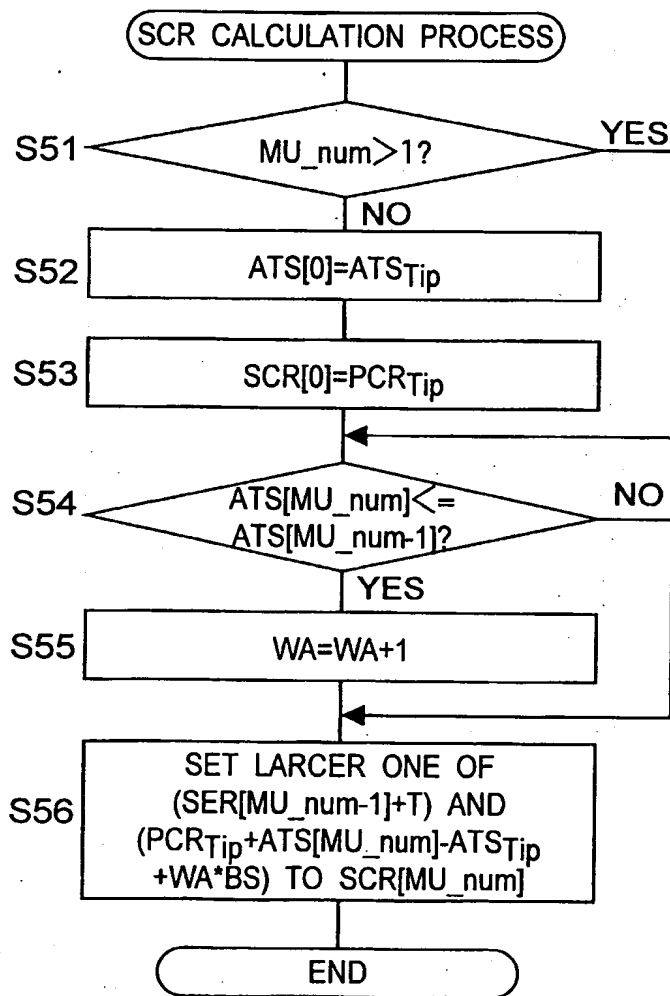 SCR CALCULATION PROCESS
S51
MU_num>1?
YES
NO
S52
ATS[0]=ATSTip
S53
SCR[0]=PCRTip
S54
ATS[MU_num]<=
ATS[MU_num-1]?
NO
YES
S55
WA=WA+1
S56
SET LARCER ONE OF
(SER[MU_num-1]+T) AND
(PCRTip+ATS[MU_num]-ATSTip
+WA*BS) TO SCR[MU_num]
END